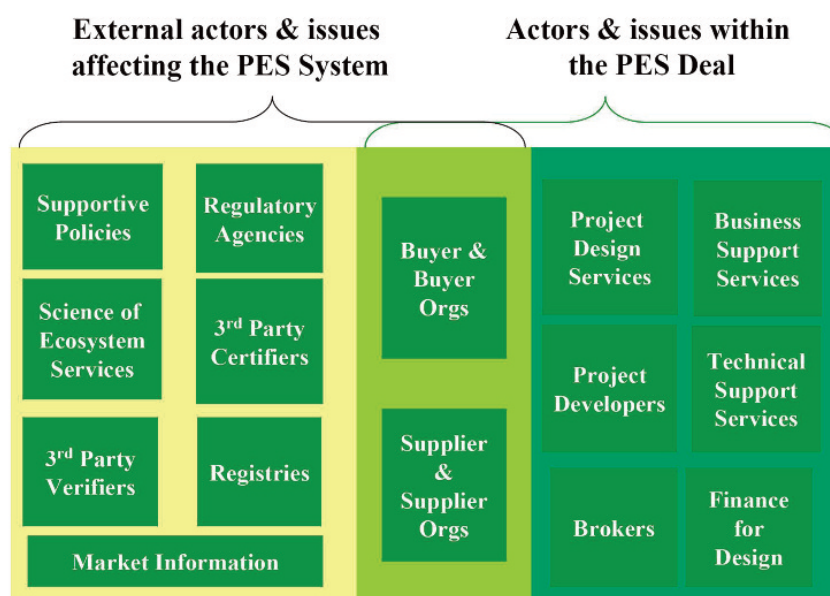 External actors & issues
affecting the PES System
Actors & issues within
the PES Deal
Supportive
Policies
Regulatory
Agencies
Science of
Ecosystem
Services
3rd Party
Certifiers
3rd Party
Verifiers
Registries
Market Information
Buyer &
Buyer
Orgs
Supplier
&
Supplier
Orgs
Project
Design
Services
Business
Support
Services
Project
Developers
Technical
Support
Services
Brokers
Finance
for
Design